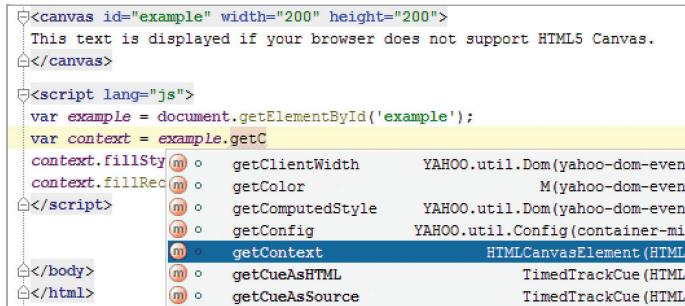 <canvas id="example" width="200" height="200">
This text is displayed if your browser does not support HTML5 Canvas.
</canvas>
<script lang="js">
var example = document.getElementById('example');
var context = example.getC
context.fillSty
context.fillRec
</script>
</body>
</html>
m getClientWidth YAHOO.util.Dom(yahoo-dom-even
m getColor M(yahoo-dom-even
m getComputedStyle YAHOO.util.Dom(yahoo-dom-even
m getConfig YAHOO.util.Config(container-mi
m getContext HTMLCanvasElement(HTML
m getCueAsHTML TimedTrackCue(HTML
m getCueAsSource TimedTrackCue(HTML